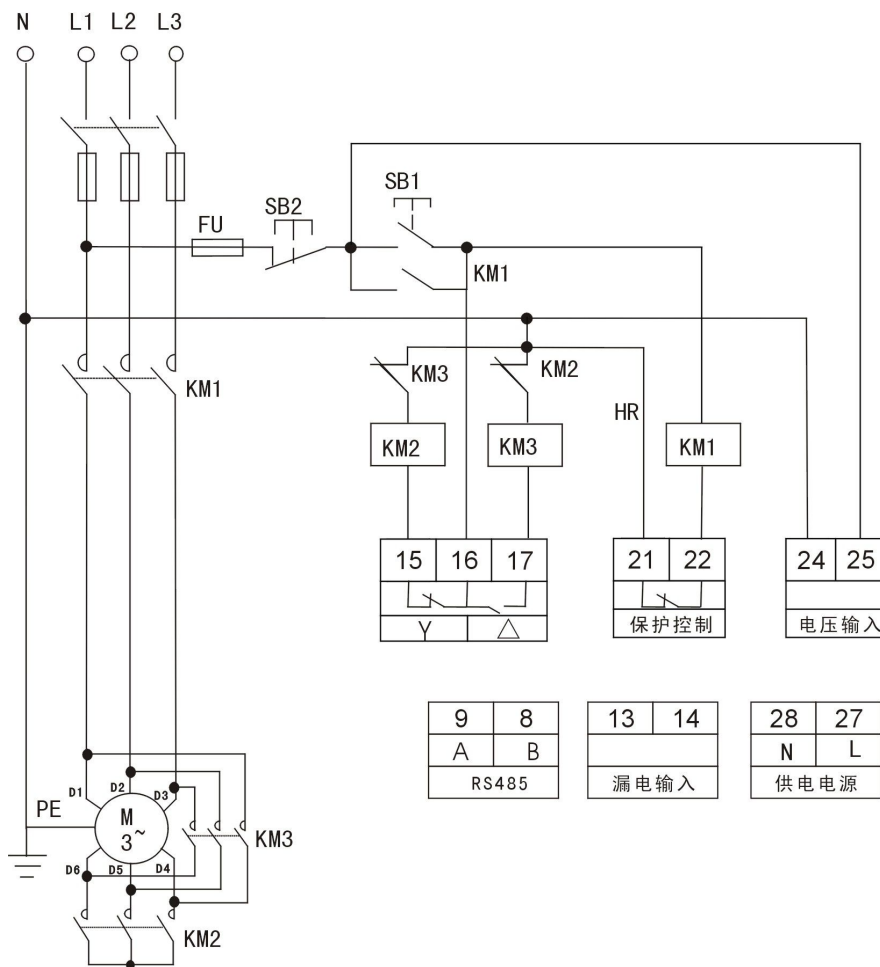 N L1 L2 L3
SB1
SB2
FU
KM1
KM1
KM3 KM2
HR
KM2 KM3 KM1
15 16 17 21 22 24 25
Y △ 保护控制 电压输入
9 8 13 14 28 27
A B N L
RS485 漏电输入 供电电源
D1 D2 D3
PE M
3~ KM3
D6 D5 D4
KM2